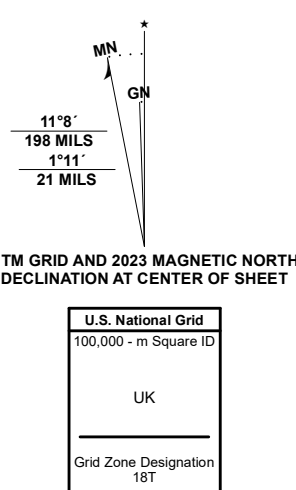 MN
GN
11°8´
198 MILS
1°11´
21 MILS
TM GRID AND 2023 MAGNETIC NORTH
DECLINATION AT CENTER OF SHEET
U.S. National Grid
100,000 - m Square ID
UK
Grid Zone Designation
18T